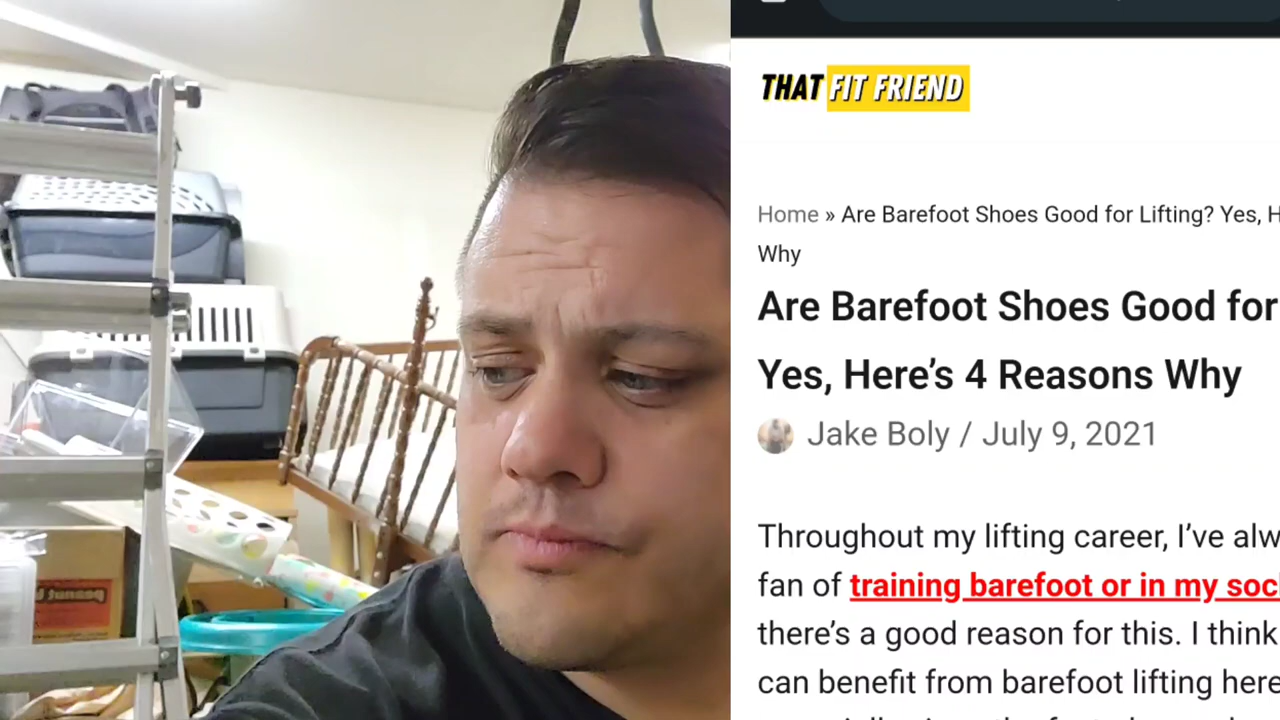 THAT FIT FRIEND
Home » Are Barefoot Shoes Good for Lifting? Yes, H
Why
Are Barefoot Shoes Good for
Yes, Here's 4 Reasons Why
Jake Boly / July 9, 2021
Throughout my lifting career, I've alw
fan of training barefoot or in my soc
there's a good reason for this. I think
can benefit from barefoot lifting here